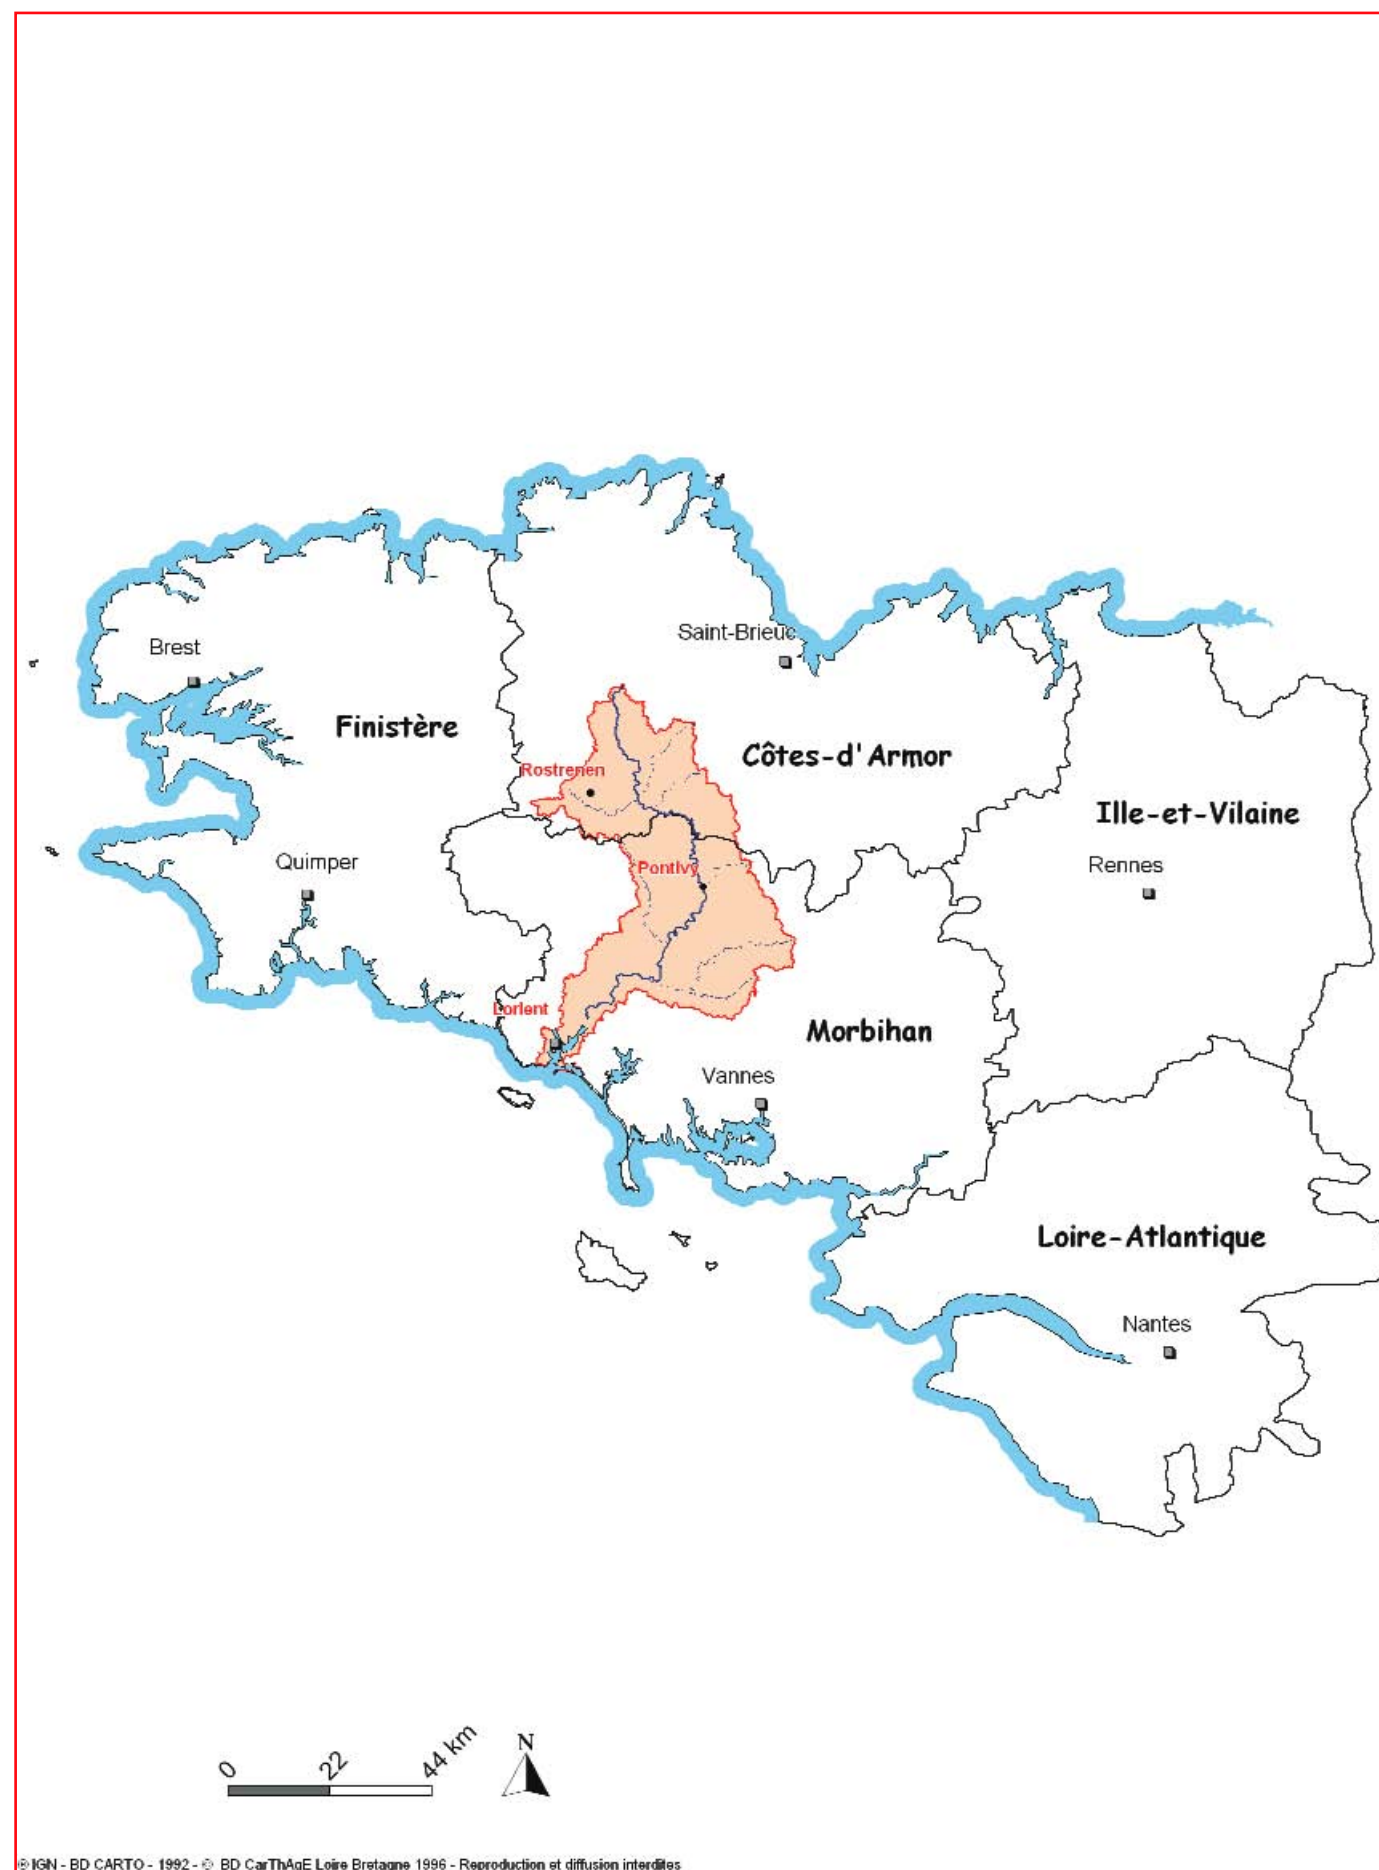 Saint-Brieuc
Brest
Finistère
Côtes-d'Armor
Rostrenen
Ille-et-Vilaine
Quimper
Pontivy
Rennes
Lorient
Morbihan
Vannes
Loire-Atlantique
Nantes
0 22 44 km
N
© IGN - BD CARTO - 1992 - © BD CarThAgE Loire Bretagne 1996 - Reproduction et diffusion interdites